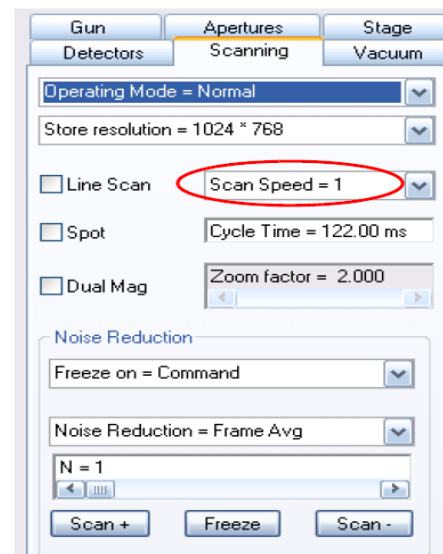 Gun Apertures Stage
Detectors Scanning Vacuum
Operating Mode = Normal
Store resolution = 1024 * 768
Line Scan Scan Speed = 1
Spot Cycle Time = 122.00 ms
Dual Mag Zoom factor = 2.000
Noise Reduction
Freeze on = Command
Noise Reduction = Frame Avg
N = 1
Scan + Freeze Scan -